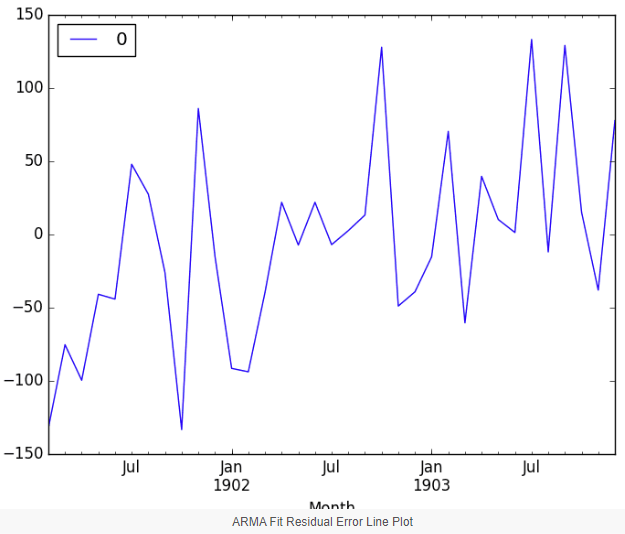 150
0
100
50
0
−50
−100
−150
Jul
Jan
Jul
Jan
Jul
1902
1903
Month
ARMA Fit Residual Error Line Plot